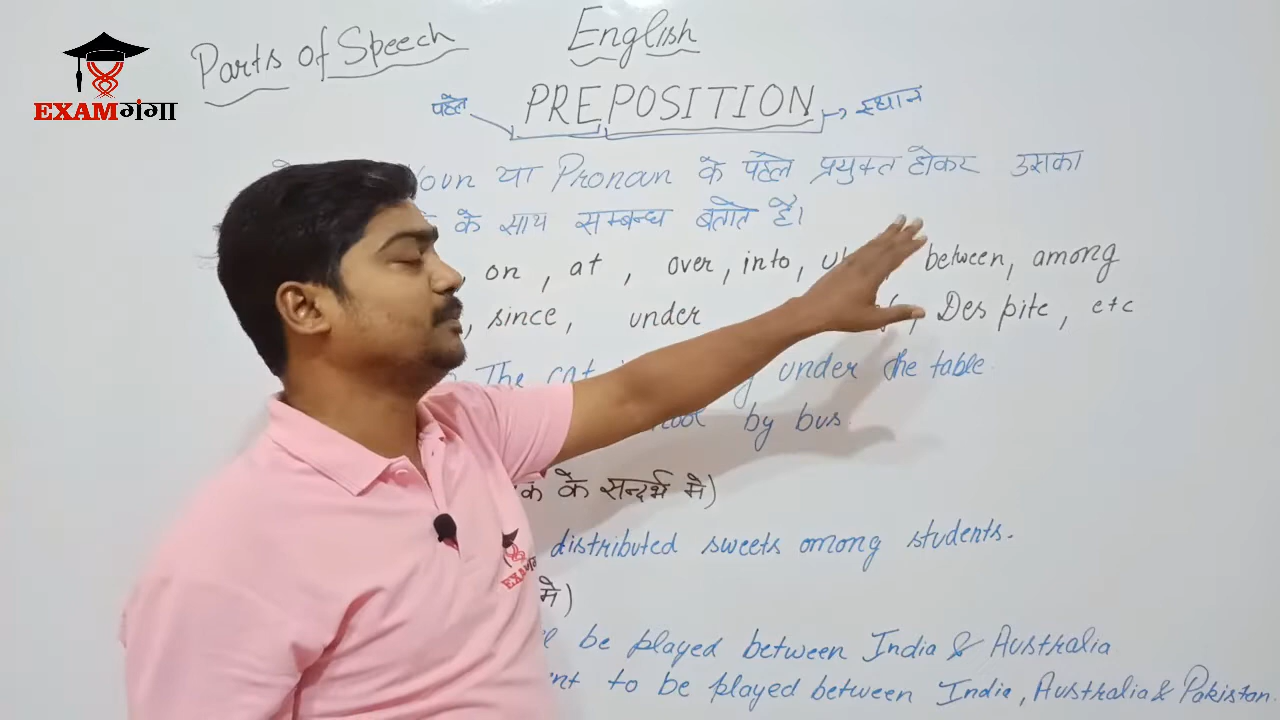 Parts of Speech
English
EXAMगंगा
पहले
PREPOSITION
स्थान
या Pronoun के पहले प्रयुक्त होकर उसका
के साथ सम्बन्ध बताते है।
, on , at , over , into , between, among
, since, under , Despite , etc
The under the table.
by bus.
के सन्दर्भ मे)
distributed sweets among students.
मे)
be played between India & Australia
to be played between India, Australia & Pakistan.
EXAMगंगा